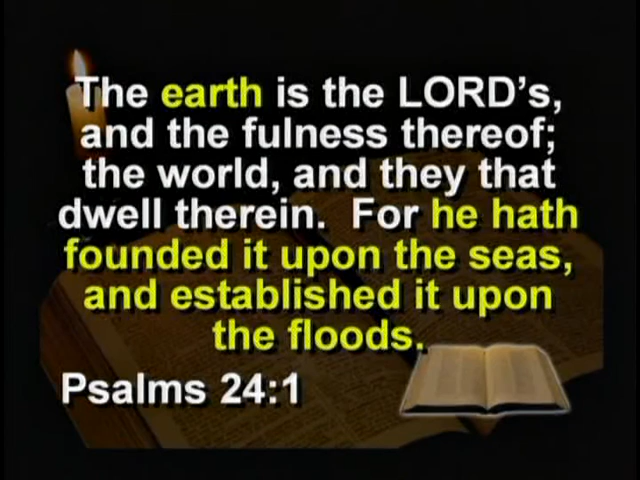 The earth is the LORD's,
and the fulness thereof;
the world, and they that
dwell therein.  For he hath
founded it upon the seas,
and established it upon
the floods.
Psalms 24:1